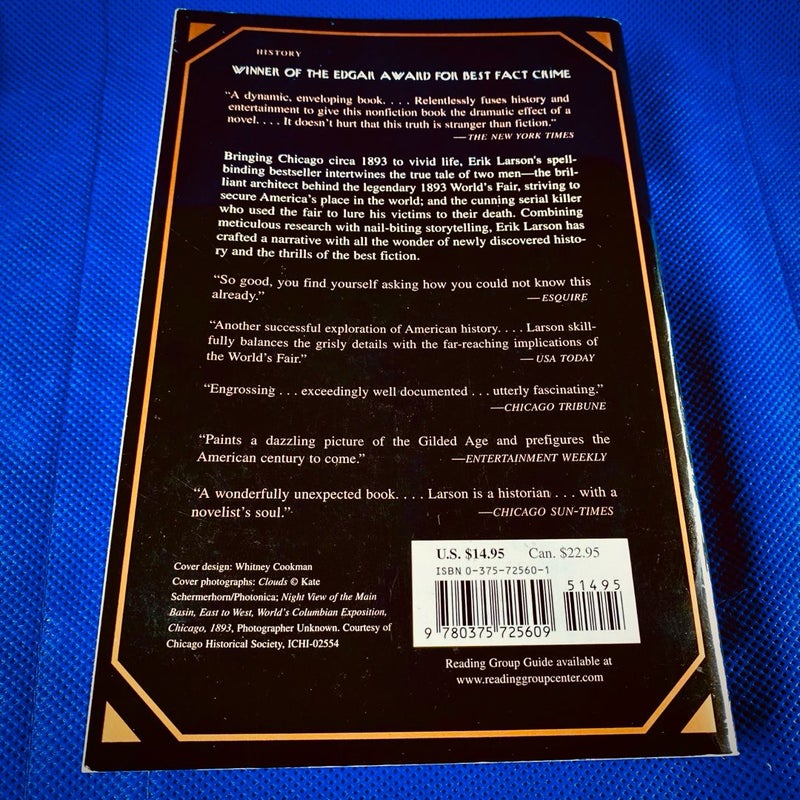 HISTORY
WINNER OF THE EDGAR AWARD FOR BEST FACT CRIME
“A dynamic, enveloping book. . . . Relentlessly fuses history and
entertainment to give this nonfiction book the dramatic effect of a
novel. . . . It doesn't hurt that this truth is stranger than fiction.”
—THE NEW YORK TIMES
Bringing Chicago circa 1893 to vivid life, Erik Larson's spell-
binding bestseller intertwines the true tale of two men—the bril-
liant architect behind the legendary 1893 World's Fair, striving to
secure America's place in the world; and the cunning serial killer
who used the fair to lure his victims to their death. Combining
meticulous research with nail-biting storytelling, Erik Larson has
crafted a narrative with all the wonder of newly discovered histo-
ry and the thrills of the best fiction.
“So good, you find yourself asking how you could not know this
already.”
—ESQUIRE
“Another successful exploration of American history. . . . Larson skill-
fully balances the grisly details with the far-reaching implications of
the World's Fair.”
—USA TODAY
“Engrossing . . . exceedingly well documented . . . utterly fascinating.”
—CHICAGO TRIBUNE
“Paints a dazzling picture of the Gilded Age and prefigures the
American century to come.”
—ENTERTAINMENT WEEKLY
“A wonderfully unexpected book. . . . Larson is a historian . . . with a
novelist's soul.”
—CHICAGO SUN-TIMES
Cover design: Whitney Cookman
Cover photographs: Clouds © Kate
Schermerhorn/Photonica; Night View of the Main
Basin, East to West, World's Columbian Exposition,
Chicago, 1893, Photographer Unknown. Courtesy of
Chicago Historical Society, ICHI-02554
U.S. $14.95 Can. $22.95
ISBN 0-375-72560-1
51495
9 780375 725609
Reading Group Guide available at
www.readinggroupcenter.com